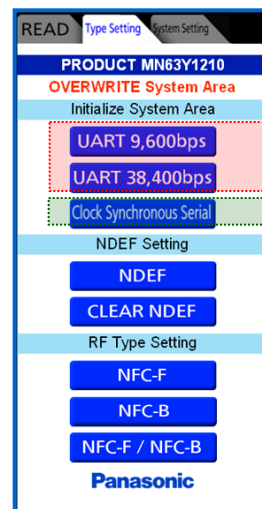 READ Type Setting System Setting
PRODUCT MN63Y1210
OVERWRITE System Area
Initialize System Area
UART 9,600bps
UART 38,400bps
Clock Synchronous Serial
NDEF Setting
NDEF
CLEAR NDEF
RF Type Setting
NFC-F
NFC-B
NFC-F / NFC-B
Panasonic